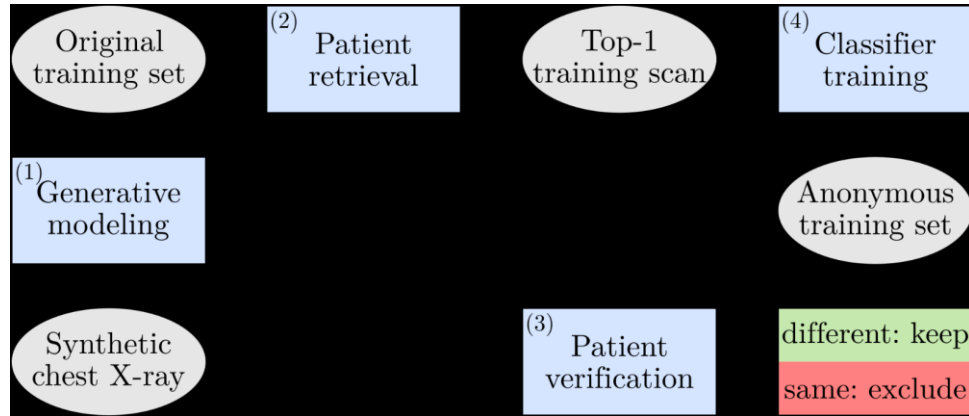 Original
training set
(2)
Patient
retrieval
Top-1
training scan
(4)
Classifier
training
(1)
Generative
modeling
Anonymous
training set
Synthetic
chest X-ray
(3)
Patient
verification
different: keep
same: exclude